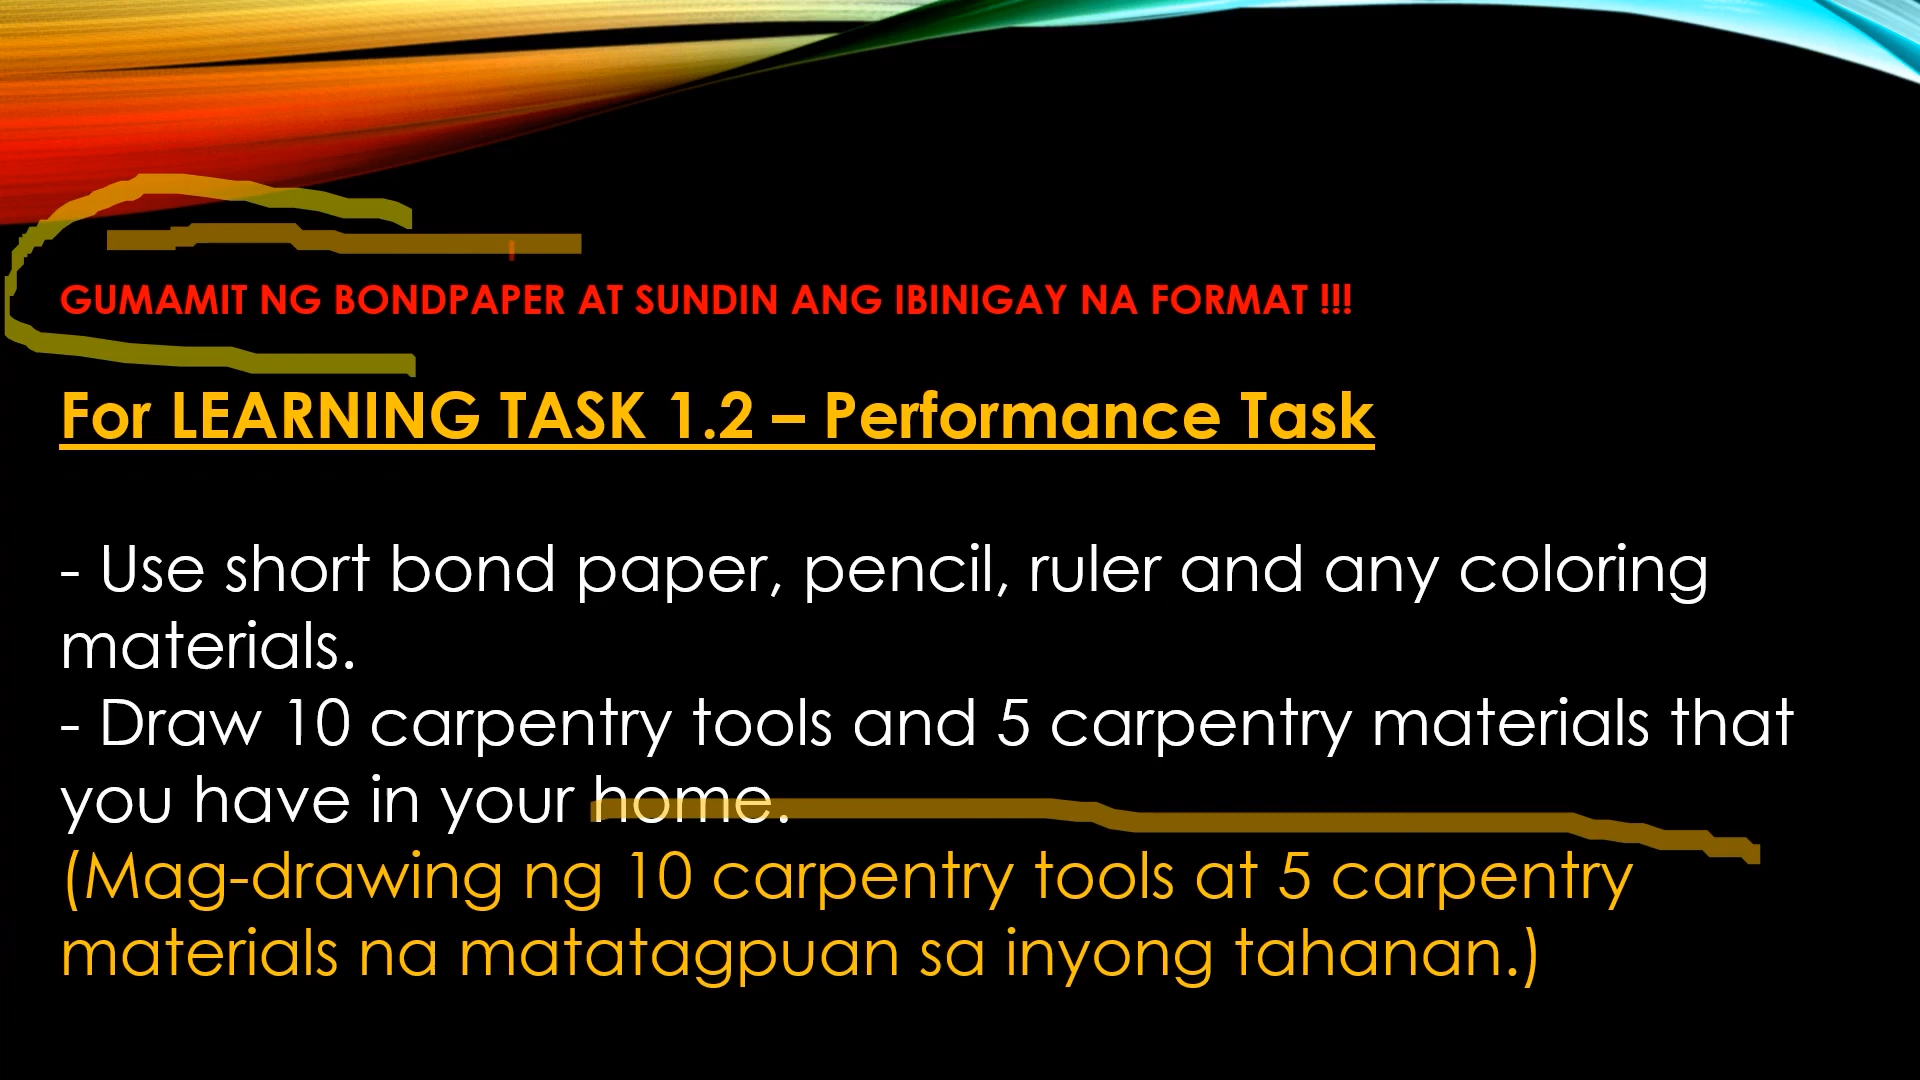 GUMAMIT NG BONDPAPER AT SUNDIN ANG IBINIGAY NA FORMAT !!!
For LEARNING TASK 1.2 – Performance Task
- Use short bond paper, pencil, ruler and any coloring
materials.
- Draw 10 carpentry tools and 5 carpentry materials that
you have in your home.
(Mag-drawing ng 10 carpentry tools at 5 carpentry
materials na matatagpuan sa inyong tahanan.)